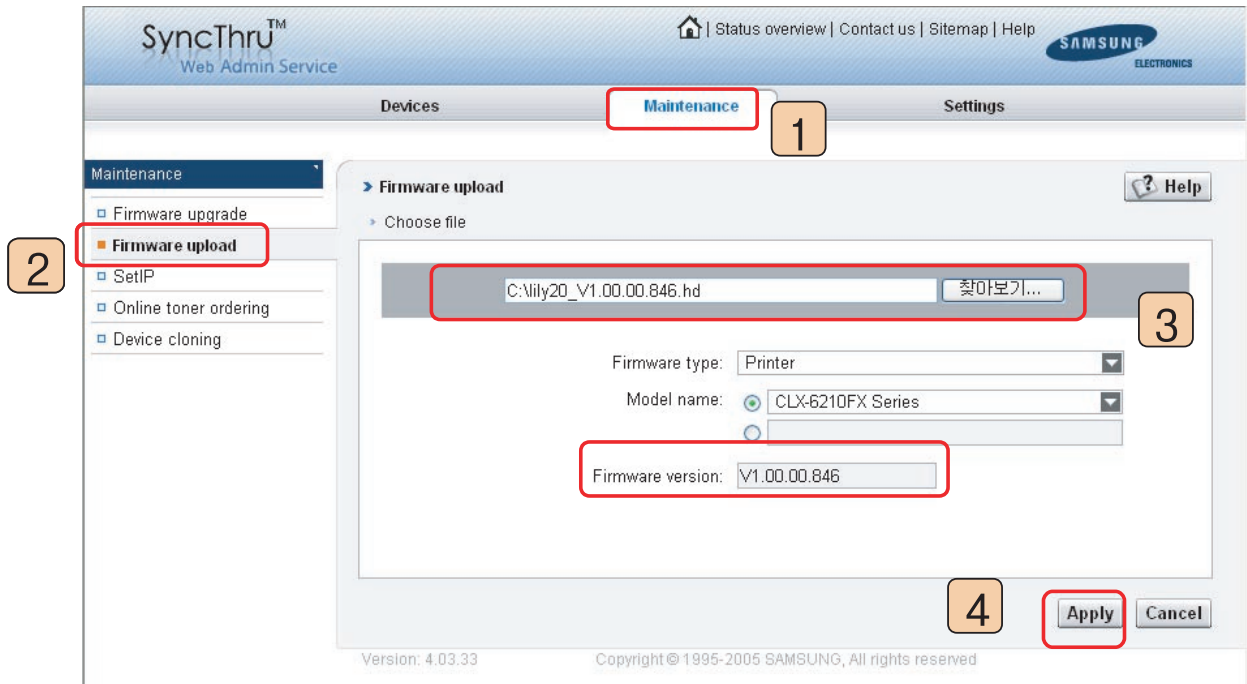 SyncThru™
Web Admin Service
| Status overview | Contact us | Sitemap | Help
SAMSUNG
ELECTRONICS
Devices
Maintenance
Settings
1
Maintenance
Firmware upgrade
Firmware upload
SetIP
Online toner ordering
Device cloning
2
Firmware upload
Help
Choose file
C:\lily20_V1.00.00.846.hd
찾아보기...
3
Firmware type: Printer
Model name: CLX-6210FX Series
Firmware version: V1.00.00.846
4
Apply
Cancel
Version: 4.03.33
Copyright © 1995-2005 SAMSUNG, All rights reserved